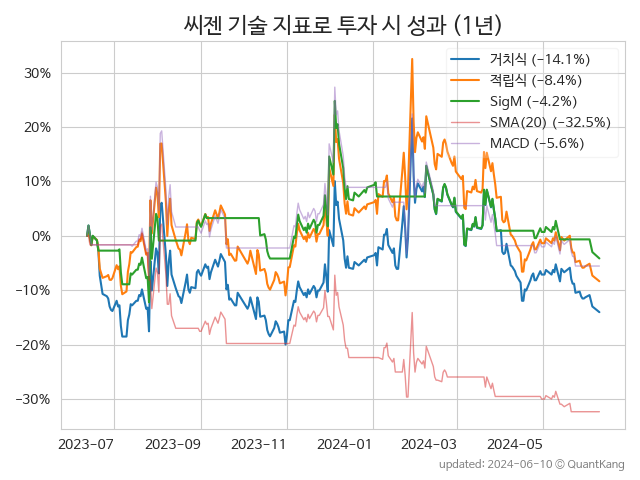 씨젠 기술 지표로 투자 시 성과 (1년)
거치식 (−14.1%)
적립식 (−8.4%)
SigM (−4.2%)
SMA(20) (−32.5%)
MACD (−5.6%)
30%
20%
10%
0%
−10%
−20%
−30%
2023-07 2023-09 2023-11 2024-01 2024-03 2024-05
updated: 2024-06-10 © QuantKang